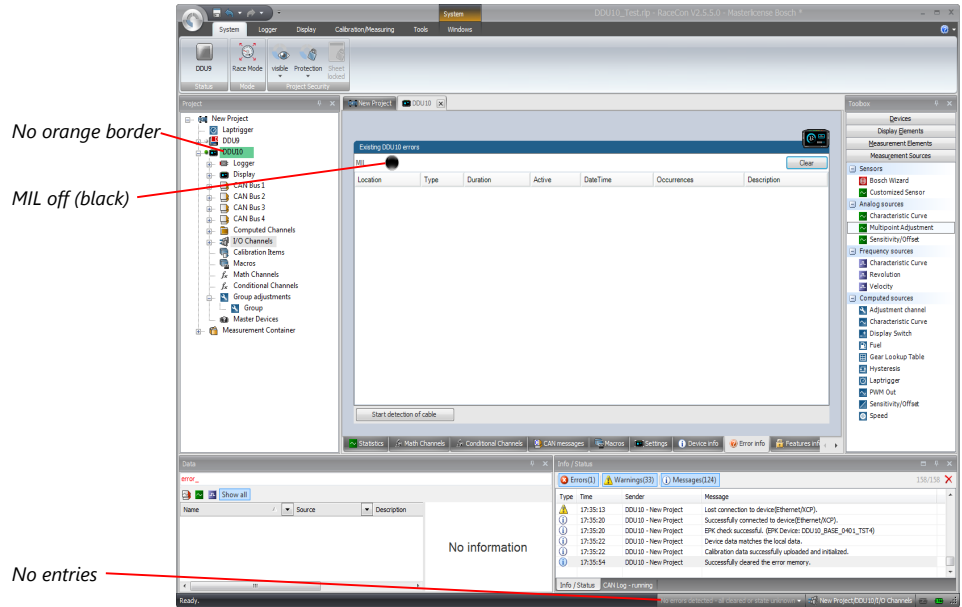 System
DDU10_Test.rlp - RaceCon V2.5.5.0 - Masterlicense Bosch *
System Logger Display Calibration/Measuring Tools Windows
DDU9 Race Mode visible Protection Sheet locked
Status Mode Project Security
Project
New Project
Laptrigger
DDU9
DDU10
Logger
Display
CAN Bus 1
CAN Bus 2
CAN Bus 3
CAN Bus 4
Computed Channels
I/O Channels
Calibration Items
Macros
Math Channels
Conditional Channels
Group adjustments
Group
Master Devices
Measurement Container
No orange border
MIL off (black)
No entries
New Project DDU10
Existing DDU10 errors
MIL Clear
Location Type Duration Active DateTime Occurrences Description
Start detection of cable
Statistics Math Channels Conditional Channels CAN messages Macros Settings Device info Error info Features info
Toolbox
Devices
Display Elements
Measurement Elements
Measurement Sources
Sensors
Bosch Wizard
Customized Sensor
Analog sources
Characteristic Curve
Multipoint Adjustment
Sensitivity/Offset
Frequency sources
Characteristic Curve
Revolution
Velocity
Computed sources
Adjustment channel
Characteristic Curve
Display Switch
Fuel
Gear Lookup Table
Hysteresis
Laptrigger
PWM Out
Sensitivity/Offset
Speed
Data
error_
Show all
Name Source Description
No information
Info / Status
Errors(1) Warnings(33) Messages(124) 158/158
Type Time Sender Message
17:35:13 DDU10 - New Project Lost connection to device(Ethernet/XCP).
17:35:20 DDU10 - New Project Successfully connected to device(Ethernet/XCP).
17:35:20 DDU10 - New Project EPK check successful. (EPK Device: DDU10_BASE_0401_TST4)
17:35:22 DDU10 - New Project Device data matches the local data.
17:35:22 DDU10 - New Project Calibration data successfully uploaded and initialized.
17:35:54 DDU10 - New Project Successfully cleared the error memory.
Info / Status CAN Log - running
Ready.
No errors detected - all cleared or state unknown
New Project/DDU10/I/O Channels